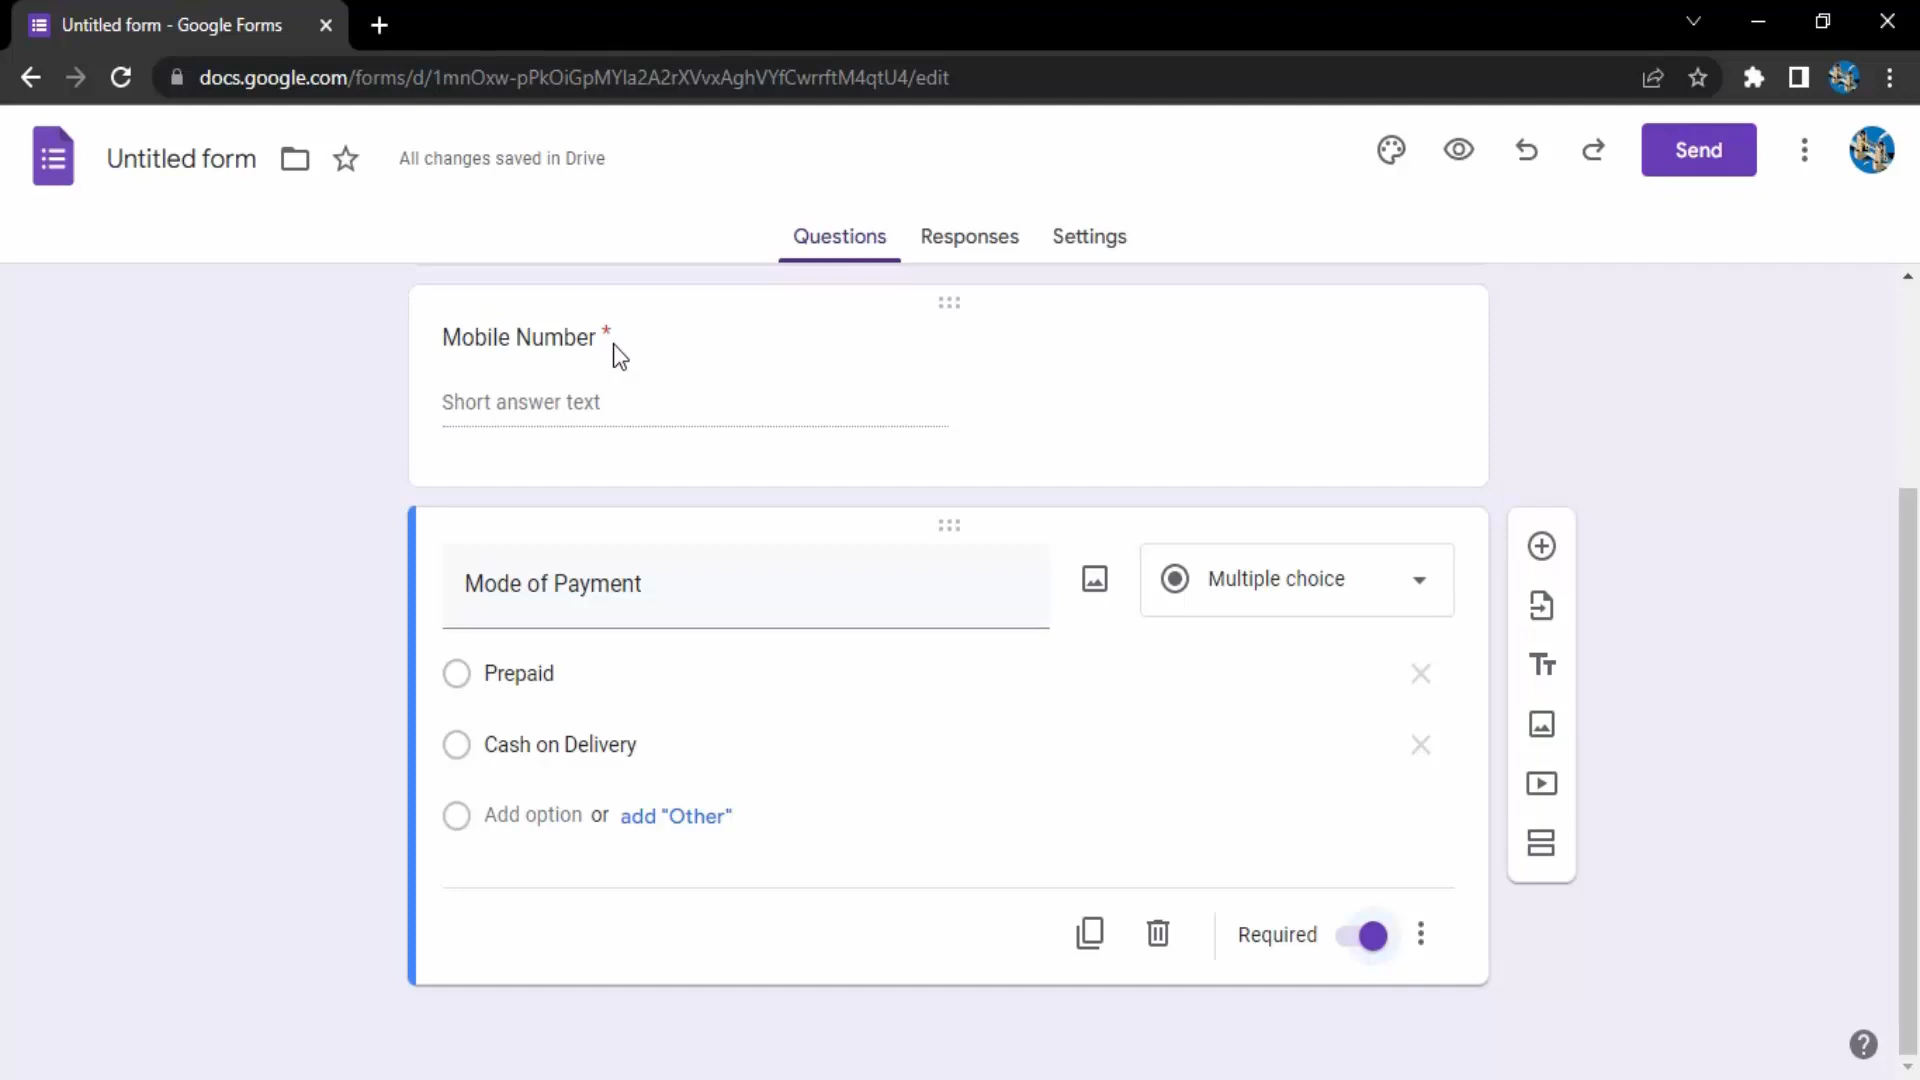 Untitled form - Google Forms
docs.google.com/forms/d/1mnOxw-pPkOiGpMYla2A2rXVvxAghVYfCwrrftM4qtU4/edit
Untitled form
All changes saved in Drive
Send
Questions Responses Settings
Mobile Number *
Short answer text
Mode of Payment
Multiple choice
Prepaid
Cash on Delivery
Add option or add "Other"
Required